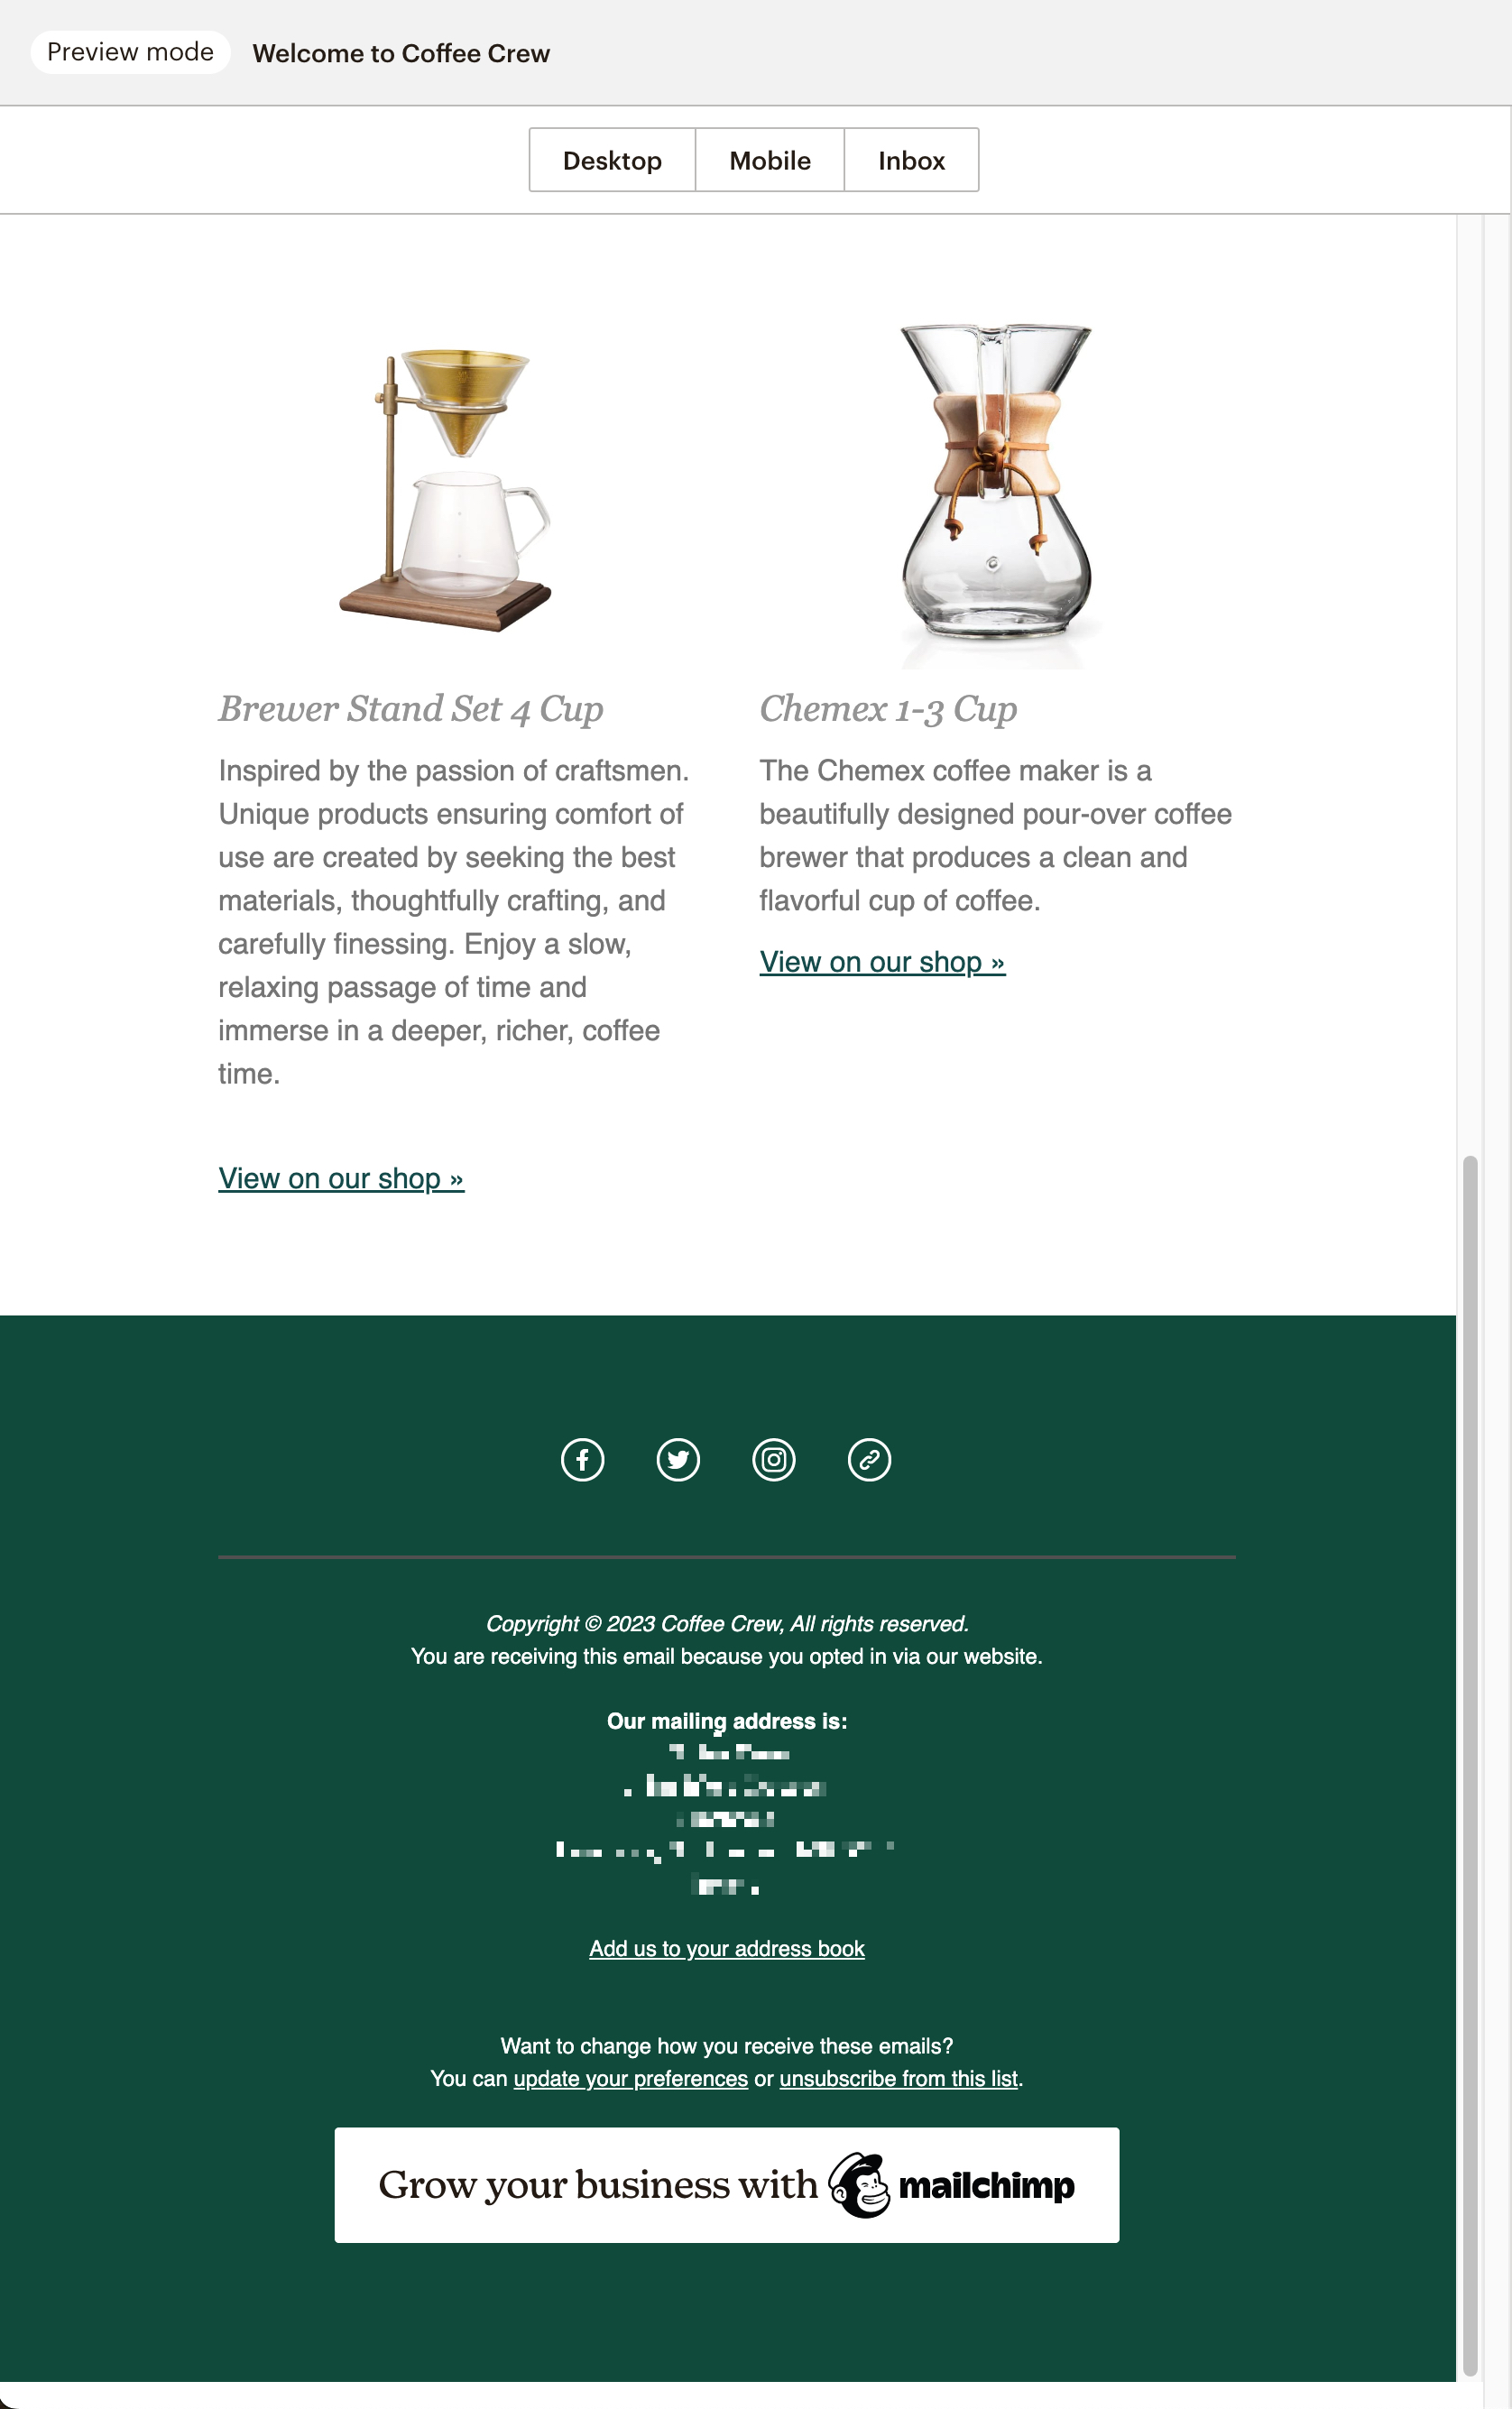 Preview mode Welcome to Coffee Crew
Desktop Mobile Inbox
Brewer Stand Set 4 Cup
Inspired by the passion of craftsmen.
Unique products ensuring comfort of
use are created by seeking the best
materials, thoughtfully crafting, and
carefully finessing. Enjoy a slow,
relaxing passage of time and
immerse in a deeper, richer, coffee
time.
View on our shop »
Chemex 1-3 Cup
The Chemex coffee maker is a
beautifully designed pour-over coffee
brewer that produces a clean and
flavorful cup of coffee.
View on our shop »
Copyright © 2023 Coffee Crew, All rights reserved.
You are receiving this email because you opted in via our website.
Our mailing address is:
Add us to your address book
Want to change how you receive these emails?
You can update your preferences or unsubscribe from this list.
Grow your business with mailchimp